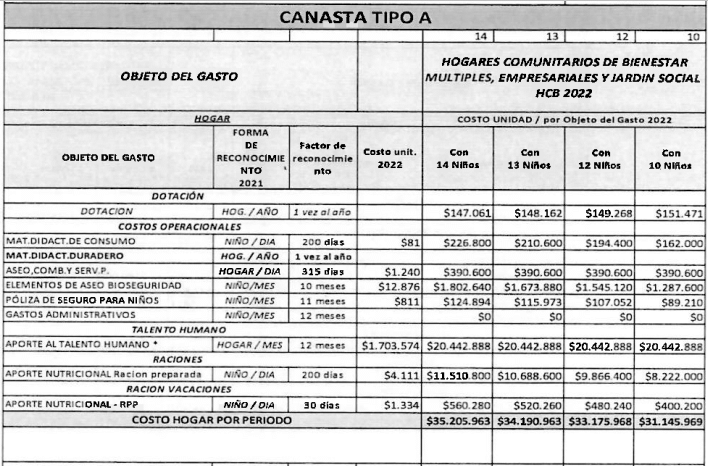 CANASTA TIPO A
14 13 12 10
OBJETO DEL GASTO
HOGARES COMUNITARIOS DE BIENESTAR
MULTIPLES, EMPRESARIALES Y JARDIN SOCIAL
HCB 2022
HOGAR COSTO UNIDAD / por Objeto del Gasto 2022
OBJETO DEL GASTO
FORMA
DE
RECONOCIMIE
NTO
2021
Factor de
reconocimie
nto
Costo unit.
2022
Con
14 Niños
Con
13 Niños
Con
12 Niños
Con
10 Niños
DOTACIÓN
DOTACION HOG. / AÑO 1 vez al año $147.061 $148.162 $149.268 $151.471
COSTOS OPERACIONALES
MAT.DIDACT.DE CONSUMO NIÑO / DIA 200 días $81 $226.800 $210.600 $194.400 $162.000
MAT.DIDACT.DURADERO HOG. / AÑO 1 vez al año
ASEO,COMB.Y SERV.P. HOGAR / DIA 315 días $1.240 $390.600 $390.600 $390.600 $390.600
ELEMENTOS DE ASEO BIOSEGURIDAD NIÑO/MES 10 meses $12.876 $1.802.640 $1.673.880 $1.545.120 $1.287.600
PÓLIZA DE SEGURO PARA NIÑOS NIÑO/MES 11 meses $811 $124.894 $115.973 $107.052 $89.210
GASTOS ADMINISTRATIVOS NIÑO/MES 12 meses $0 $0 $0 $0
TALENTO HUMANO
APORTE AL TALENTO HUMANO * HOGAR / MES 12 meses $1.703.574 $20.442.888 $20.442.888 $20.442.888 $20.442.888
RACIONES
APORTE NUTRICIONAL Racion preparada NIÑO / DIA 200 días $4.111 $11.510.800 $10.688.600 $9.866.400 $8.222.000
RACION VACACIONES
APORTE NUTRICIONAL - RPP NIÑO / DIA 30 días $1.334 $560.280 $520.260 $480.240 $400.200
COSTO HOGAR POR PERIODO $35.205.963 $34.190.963 $33.175.968 $31.145.969